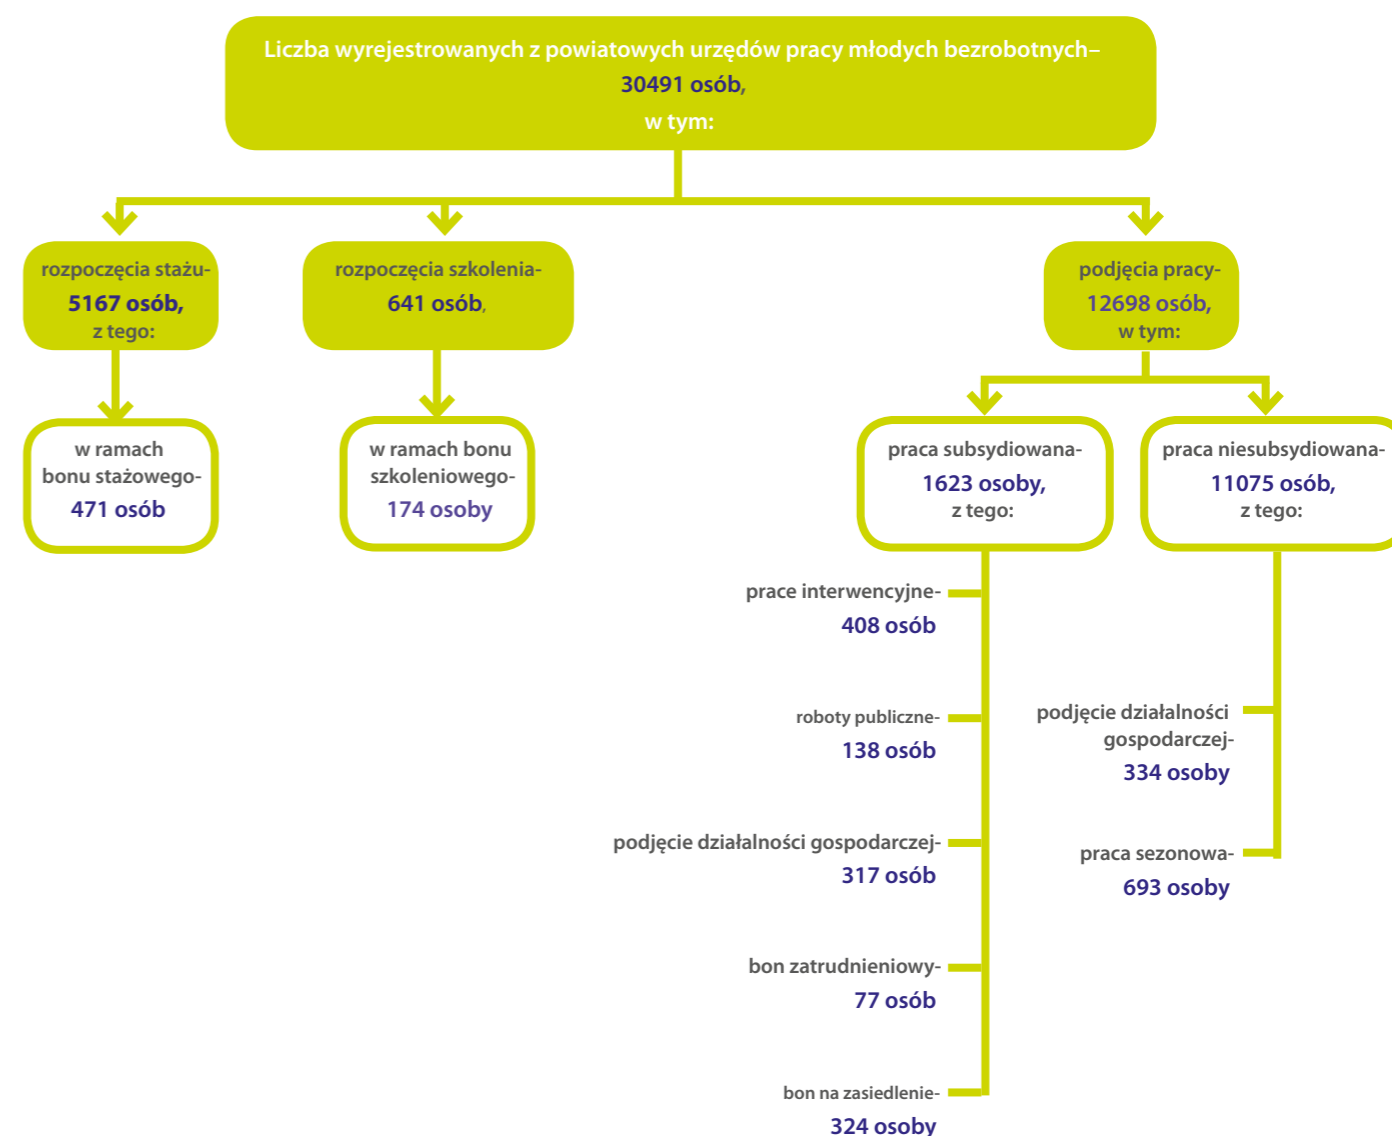 Liczba wyrejestrowanych z powiatowych urzędów pracy młodych bezrobotnych–
30491 osób,
w tym:
rozpoczęcia stażu-
5167 osób,
z tego:
rozpoczęcia szkolenia-
641 osób,
podjęcia pracy-
12698 osób,
w tym:
w ramach
bonu stażowego-
471 osób
w ramach bonu
szkoleniowego-
174 osoby
praca subsydiowana-
1623 osoby,
z tego:
praca niesubsydiowana-
11075 osób,
z tego:
prace interwencyjne-
408 osób
roboty publiczne-
138 osób
podjęcie działalności gospodarczej-
317 osób
bon zatrudnieniowy-
77 osób
bon na zasiedlenie-
324 osoby
podjęcie działalności
gospodarczej-
334 osoby
praca sezonowa-
693 osoby